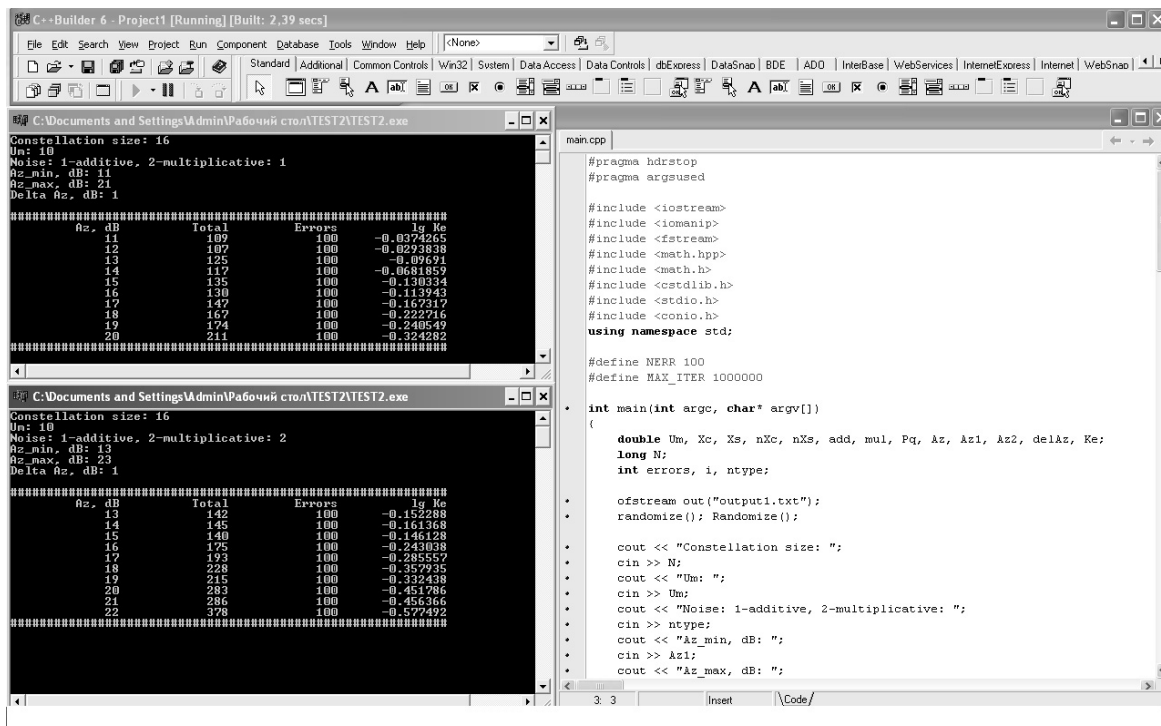 C++Builder 6 - Project1 [Running] [Built: 2,39 secs]
File Edit Search View Project Run Component Database Tools Window Help <None>
Standard Additional Common Controls Win32 System Data Access Data Controls dbExpress DataSnap BDE ADO InterBase WebServices InternetExpress Internet WebSnap
C:\Documents and Settings\Admin\Рабочий стол\TEST2\TEST2.exe
Constellation size: 16
Um: 10
Noise: 1-additive, 2-multiplicative: 1
Az_min, dB: 11
Az_max, dB: 21
Delta Az, dB: 1
Az, dB Total Errors lg Ke
11 109 100 -0.0374265
12 107 100 -0.0293838
13 125 100 -0.09691
14 117 100 -0.0681859
15 135 100 -0.130334
16 130 100 -0.113943
17 147 100 -0.167317
18 167 100 -0.222716
19 174 100 -0.240549
20 211 100 -0.324282
C:\Documents and Settings\Admin\Рабочий стол\TEST2\TEST2.exe
Constellation size: 16
Um: 10
Noise: 1-additive, 2-multiplicative: 2
Az_min, dB: 13
Az_max, dB: 23
Delta Az, dB: 1
Az, dB Total Errors lg Ke
13 142 100 -0.152288
14 145 100 -0.161368
15 140 100 -0.146128
16 175 100 -0.243038
17 193 100 -0.285557
18 228 100 -0.357935
19 215 100 -0.332438
20 283 100 -0.451786
21 286 100 -0.456366
22 378 100 -0.577492
main.cpp
#pragma hdrstop
#pragma argsused
#include <iostream>
#include <iomanip>
#include <fstream>
#include <math.hpp>
#include <math.h>
#include <cstdlib.h>
#include <stdio.h>
#include <conio.h>
using namespace std;
#define NERR 100
#define MAX_ITER 1000000
int main(int argc, char* argv[])
{
double Um, Xc, Xs, nXc, nXs, add, mul, Pq, Az, Az1, Az2, delAz, Ke;
long N;
int errors, i, ntype;
ofstream out("output1.txt");
randomize(); Randomize();
cout << "Constellation size: ";
cin >> N;
cout << "Um: ";
cin >> Um;
cout << "Noise: 1-additive, 2-multiplicative: ";
cin >> ntype;
cout << "Az_min, dB: ";
cin >> Az1;
cout << "Az_max, dB: ";
3: 3 Insert \Code/